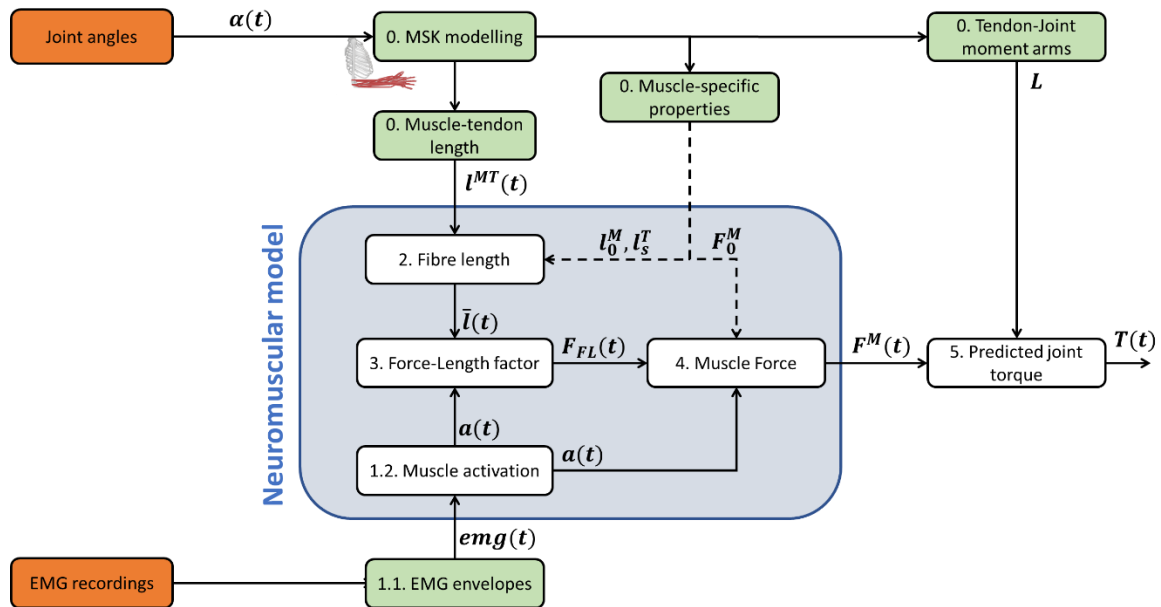 α(t)
Joint angles
0. MSK modelling
0. Tendon-Joint
moment arms
0. Muscle-specific
properties
L
0. Muscle-tendon
length
l^{MT}(t)
Neuromuscular model
l_0^M, l_s^T
F_0^M
2. Fibre length
l̄(t)
3. Force-Length factor
F_{FL}(t)
4. Muscle Force
F^M(t)
5. Predicted joint
torque
T(t)
a(t)
1.2. Muscle activation
a(t)
emg(t)
EMG recordings
1.1. EMG envelopes